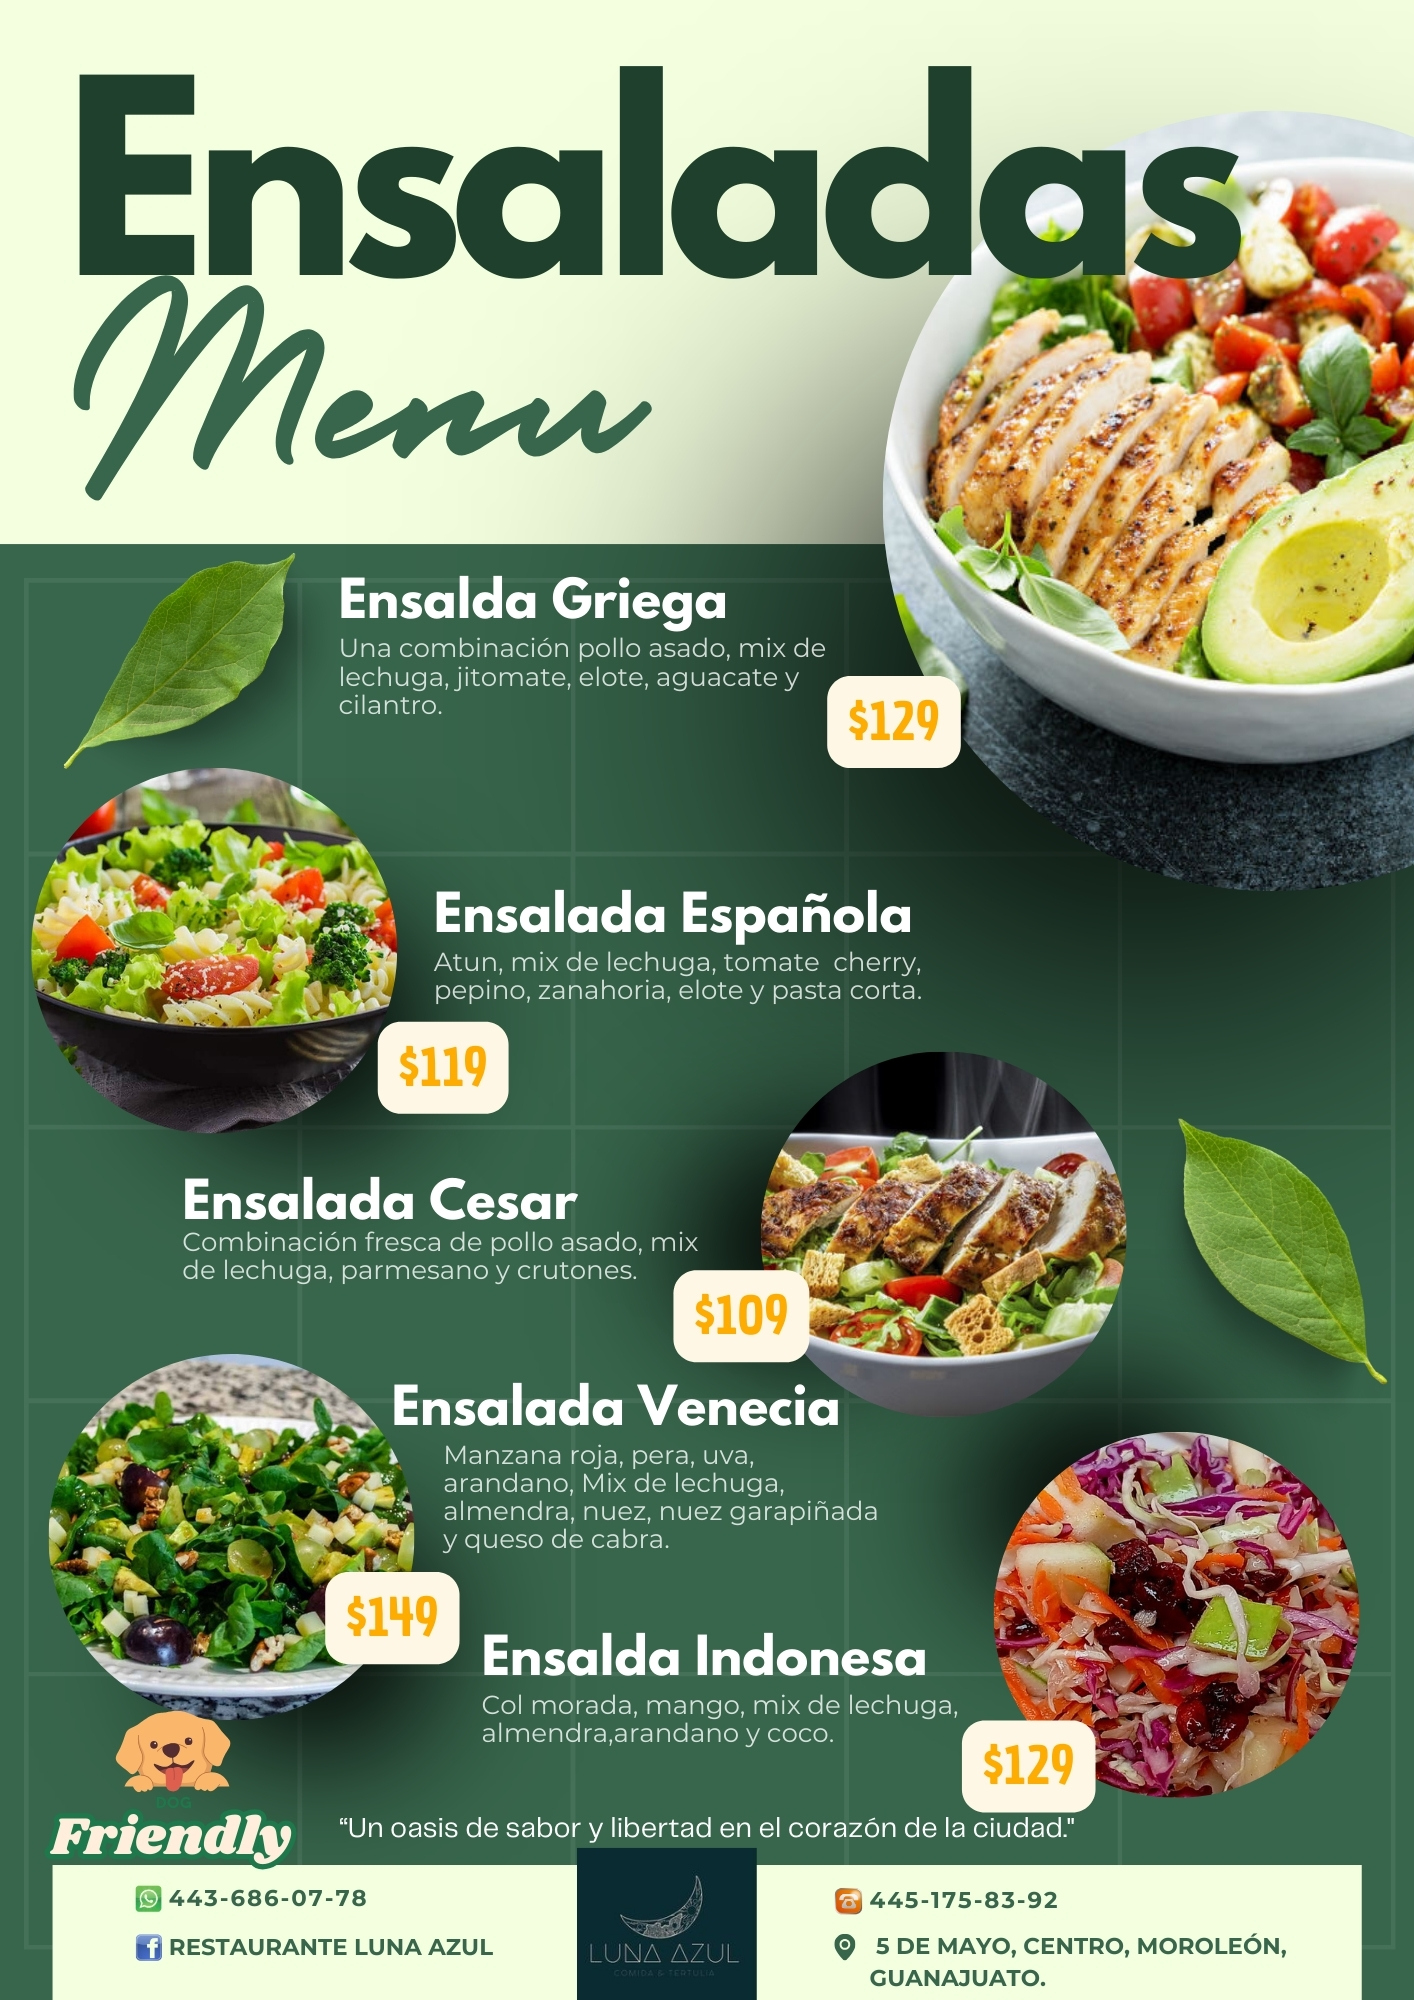 Ensaladas
Menu
Ensalda Griega
Una combinación pollo asado, mix de
lechuga, jitomate, elote, aguacate y
cilantro.
$129
Ensalada Española
Atun, mix de lechuga, tomate  cherry,
pepino, zanahoria, elote y pasta corta.
$119
Ensalada Cesar
Combinación fresca de pollo asado, mix
de lechuga, parmesano y crutones.
$109
Ensalada Venecia
Manzana roja, pera, uva,
arandano, Mix de lechuga,
almendra, nuez, nuez garapiñada
y queso de cabra.
$149
Ensalda Indonesa
Col morada, mango, mix de lechuga,
almendra,arandano y coco.
$129
DOG
Friendly
“Un oasis de sabor y libertad en el corazón de la ciudad."
443-686-07-78
RESTAURANTE LUNA AZUL
LUNA AZUL
COMIDA & TERTULIA
445-175-83-92
5 DE MAYO, CENTRO, MOROLEÓN,
GUANAJUATO.